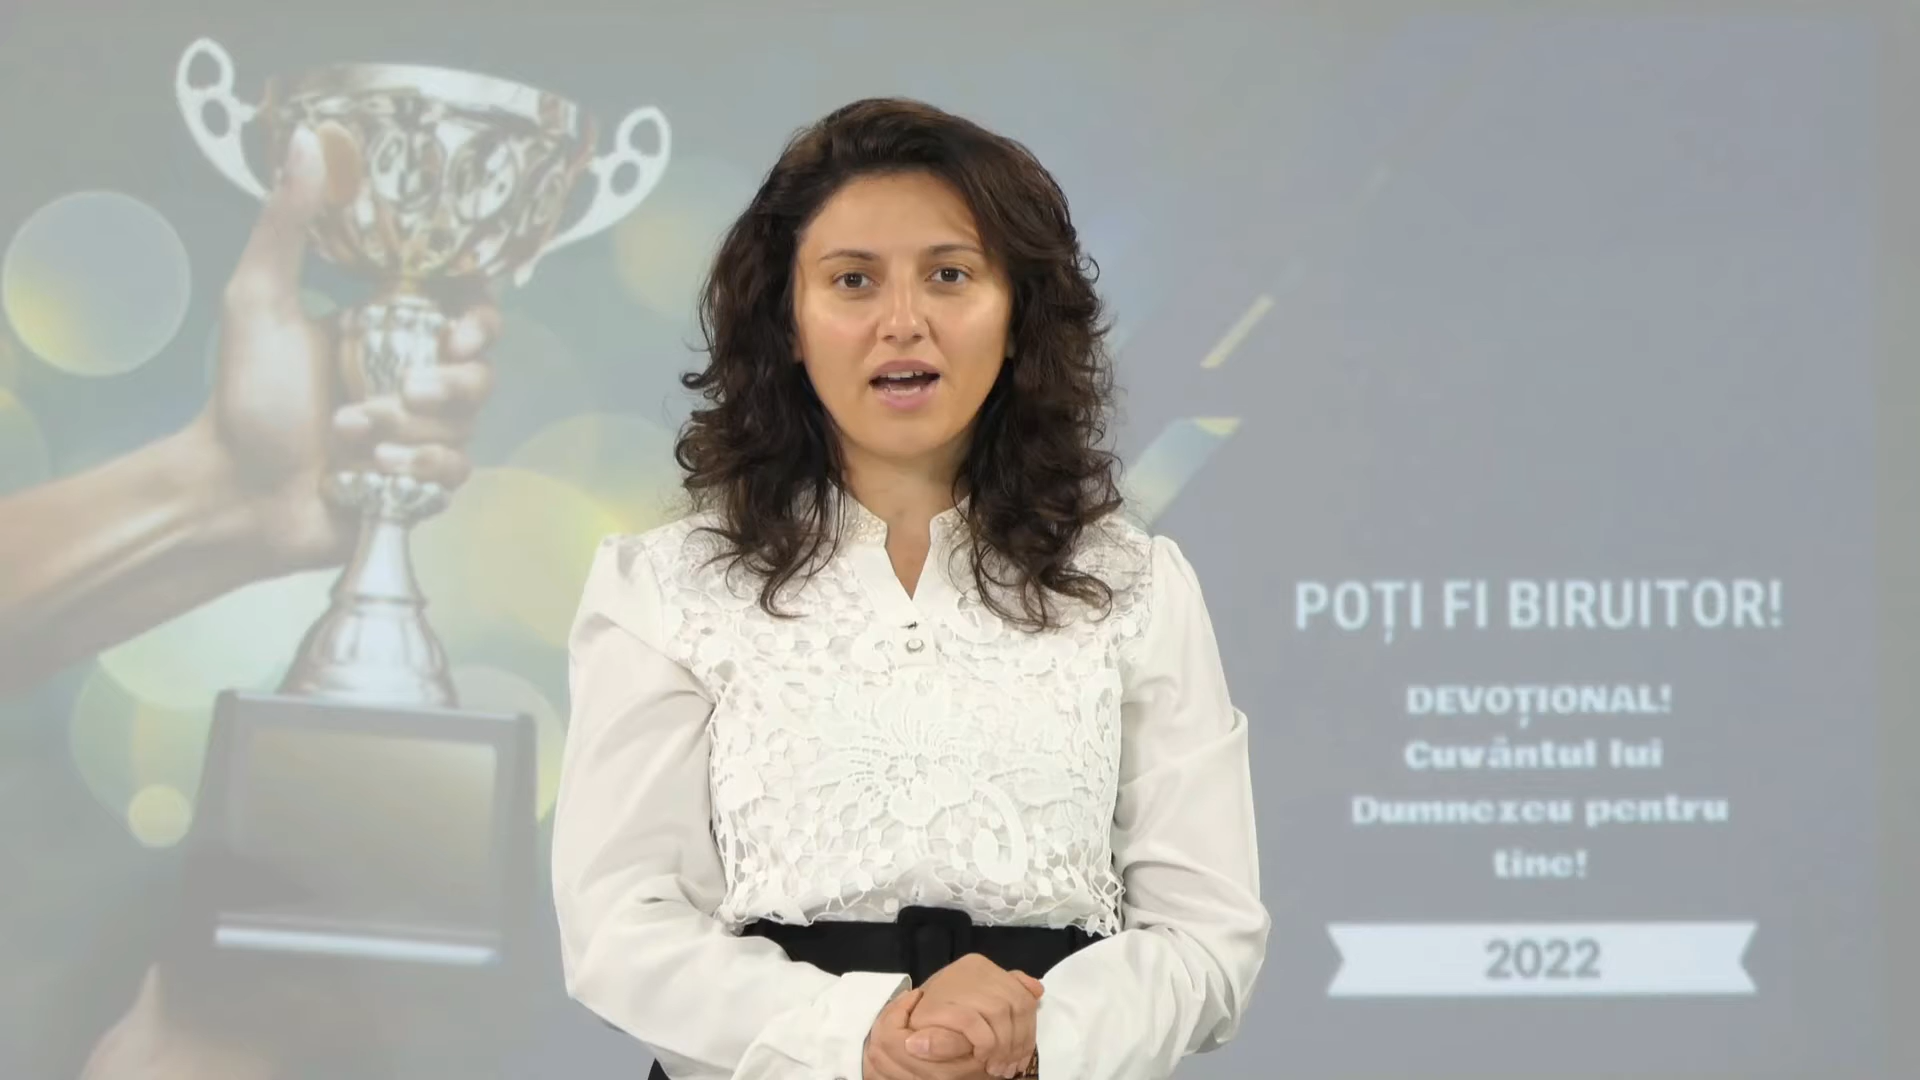 POȚI FI BIRUITOR!
DEVOȚIONAL!
Cuvântul lui
Dumnezeu pentru
tine!
2022